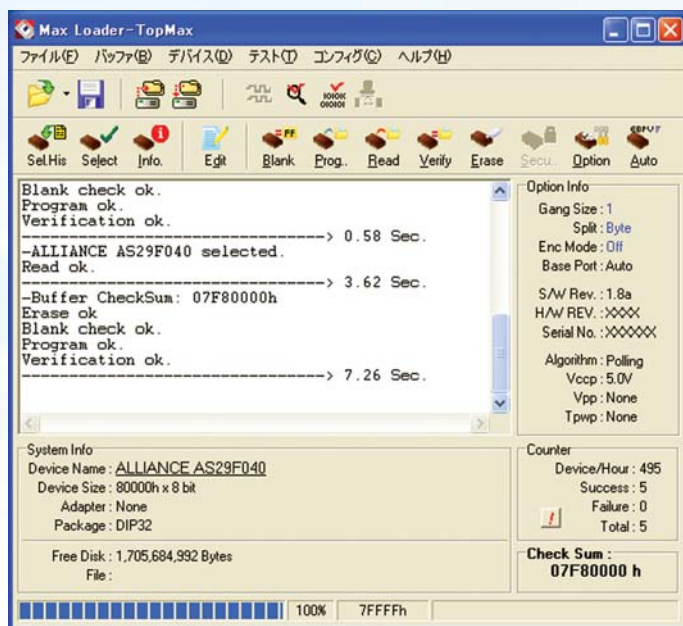 Max Loader-TopMax
ファイル(F) バッファ(B) デバイス(D) テスト(T) コンフィグ(C) ヘルプ(H)
Sel.His Select Info. Edit Blank Prog.. Read Verify Erase Secu.. Option Auto
Blank check ok.
Program ok.
Verification ok.
----------------------------------> 0.58 Sec.
-ALLIANCE AS29F040 selected.
Read ok.
----------------------------------> 3.62 Sec.
-Buffer CheckSum: 07F80000h
Erase ok
Blank check ok.
Program ok.
Verification ok.
----------------------------------> 7.26 Sec.
Option Info
Gang Size : 1
Split : Byte
Enc Mode : Off
Base Port : Auto
S/W Rev. : 1.8a
H/W REV. : XXXX
Serial No. : XXXXXX
Algorithm : Polling
Vccp : 5.0V
Vpp : None
Tpwp : None
System Info
Device Name : ALLIANCE AS29F040
Device Size : 80000h x 8 bit
Adapter : None
Package : DIP32
Free Disk : 1,705,684,992 Bytes
File :
Counter
Device/Hour : 495
Success : 5
Failure : 0
Total : 5
Check Sum :
07F80000 h
100% 7FFFFh